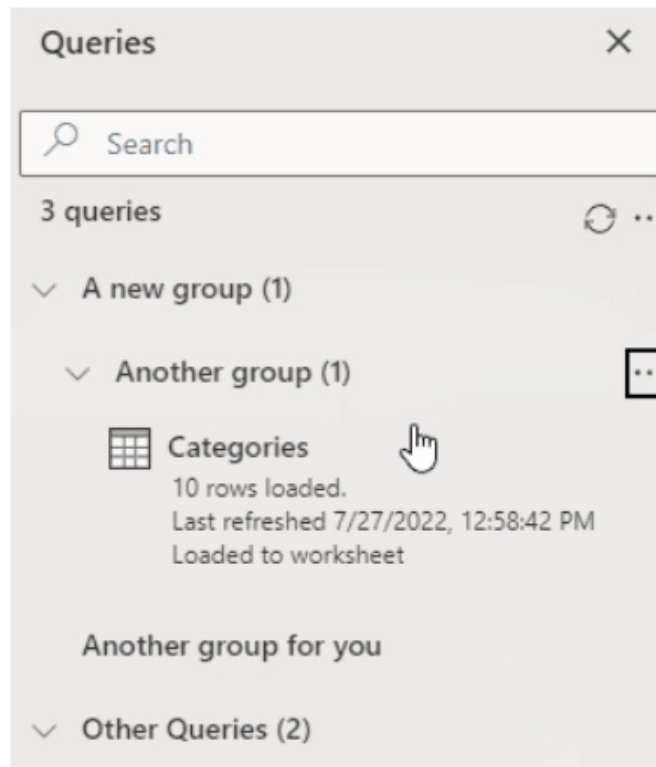 Queries
Search
3 queries
A new group (1)
Another group (1)
Categories
10 rows loaded.
Last refreshed 7/27/2022, 12:58:42 PM
Loaded to worksheet
Another group for you
Other Queries (2)